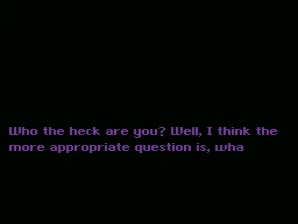 Who the heck are you? Well, I think the
more appropriate question is, wha